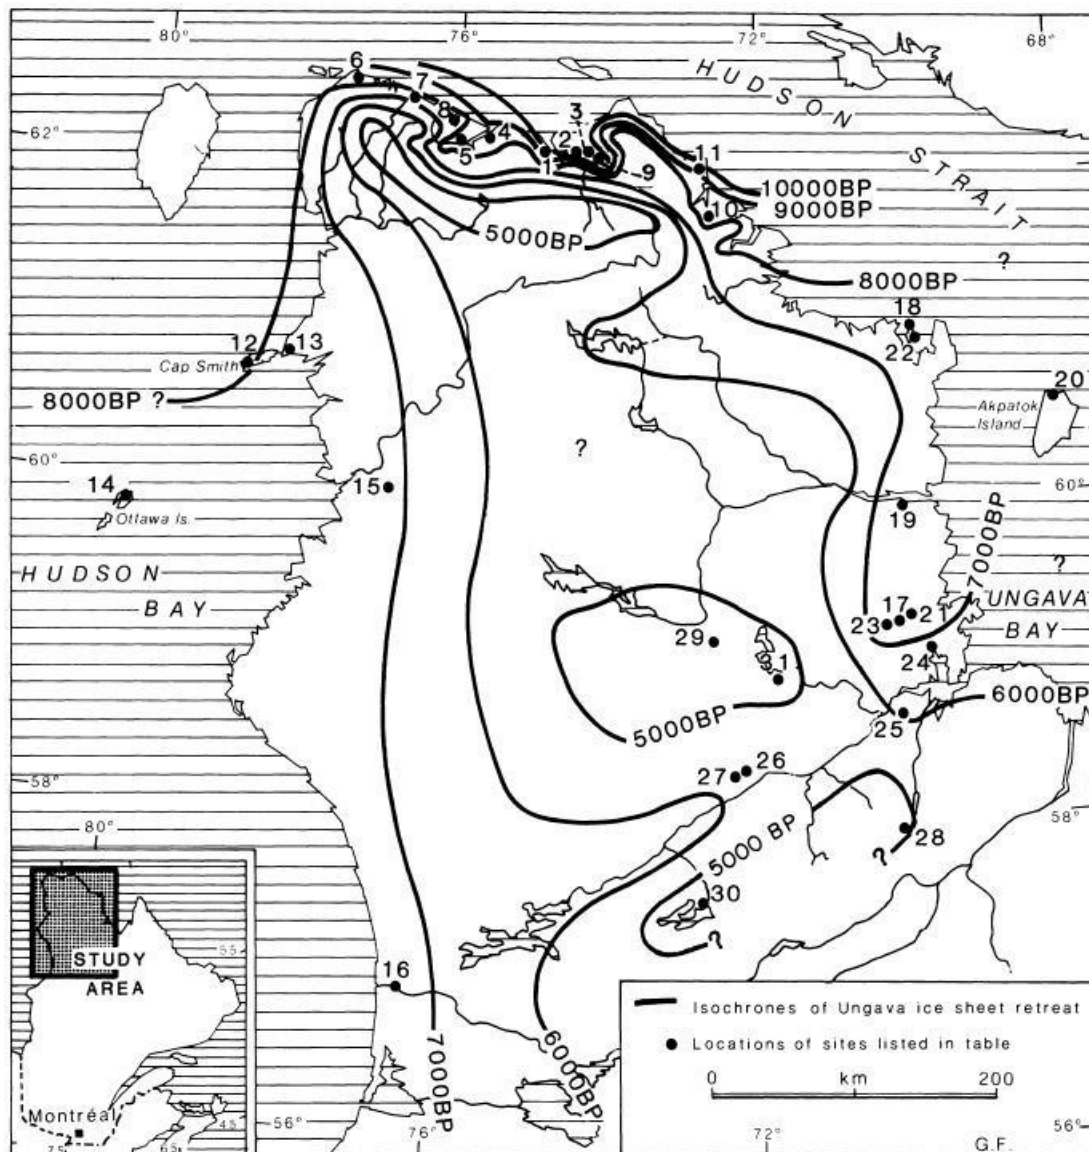 80° 76° 72° 68°
6
HUDSON
7
8 3
62° 4 62°
5 1 2 11
STRAIT
9
10000BP
10 9000BP
5000BP
?
8000BP
18
12 13 22
Cap Smith
20
8000BP ? Akpatok
Island
?
60°
15 60°
14
19
Ottawa Is.
7000BP
?
HUDSON
UNGAVA
BAY 17 21
23 BAY
29 24
31
6000BP
5000BP 25
26
58° 27
58°
80° 5000 BP 28
?
30
?
55
STUDY
AREA
16
Isochrones of Ungava ice sheet retreat
7000BP
6000BP
Locations of sites listed in table
0 km 200
Montréal
45 56°
56°
75 65 76° 72° G.F.